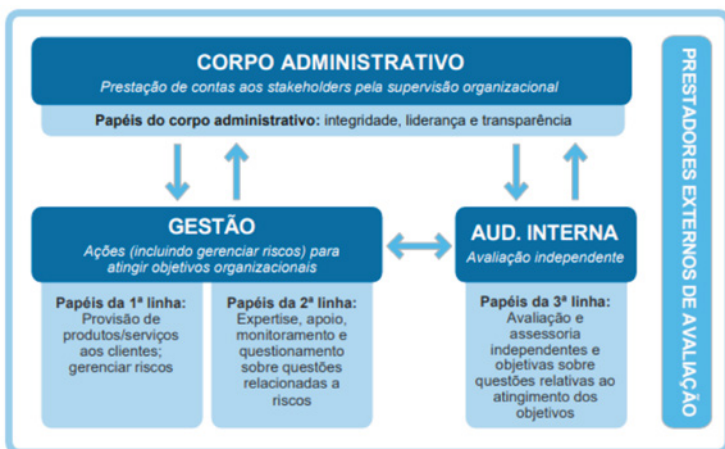 CORPO ADMINISTRATIVO
Prestação de contas aos stakeholders pela supervisão organizacional
Papéis do corpo administrativo: integridade, liderança e transparência
GESTÃO
Ações (incluindo gerenciar riscos) para
atingir objetivos organizacionais
Papéis da 1ª linha:
Provisão de
produtos/serviços
aos clientes;
gerenciar riscos
Papéis da 2ª linha:
Expertise, apoio,
monitoramento e
questionamento
sobre questões
relacionadas a
riscos
AUD. INTERNA
Avaliação independente
Papéis da 3ª linha:
Avaliação e
assessoria
independentes e
objetivas sobre
questões relativas ao
atingimento dos
objetivos
PRESTADORES EXTERNOS DE AVALIAÇÃO